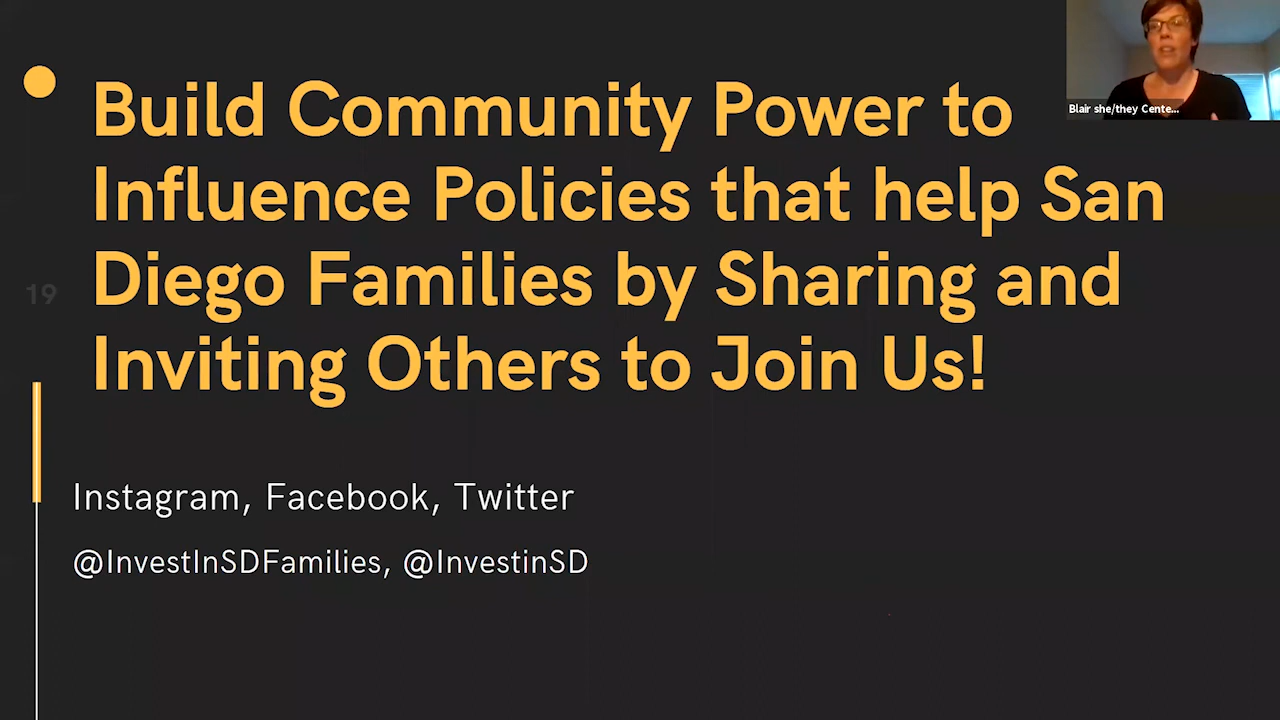 Build Community Power to
Influence Policies that help San
Diego Families by Sharing and
Inviting Others to Join Us!
19
Instagram, Facebook, Twitter
@InvestInSDFamilies, @InvestinSD
Blair she/they Cente...